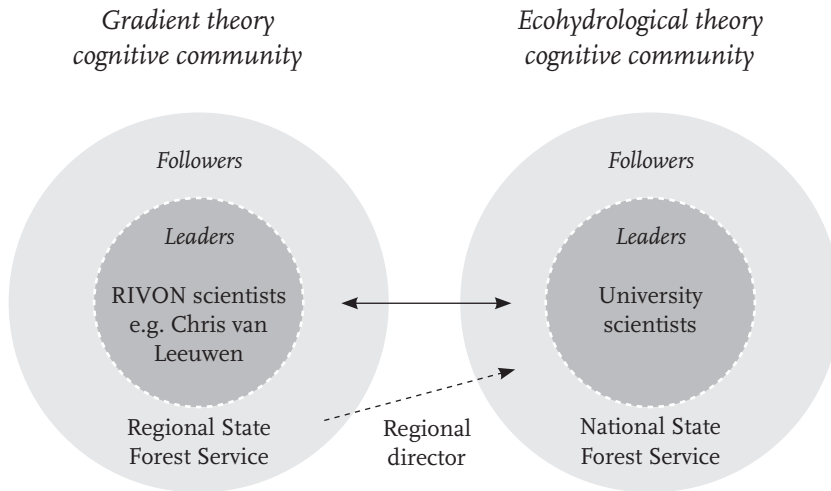 Gradient theory
cognitive community
Ecohydrological theory
cognitive community
Followers
Leaders
RIVON scientists
e.g. Chris van
Leeuwen
Regional State
Forest Service
Regional
director
Followers
Leaders
University
scientists
National State
Forest Service